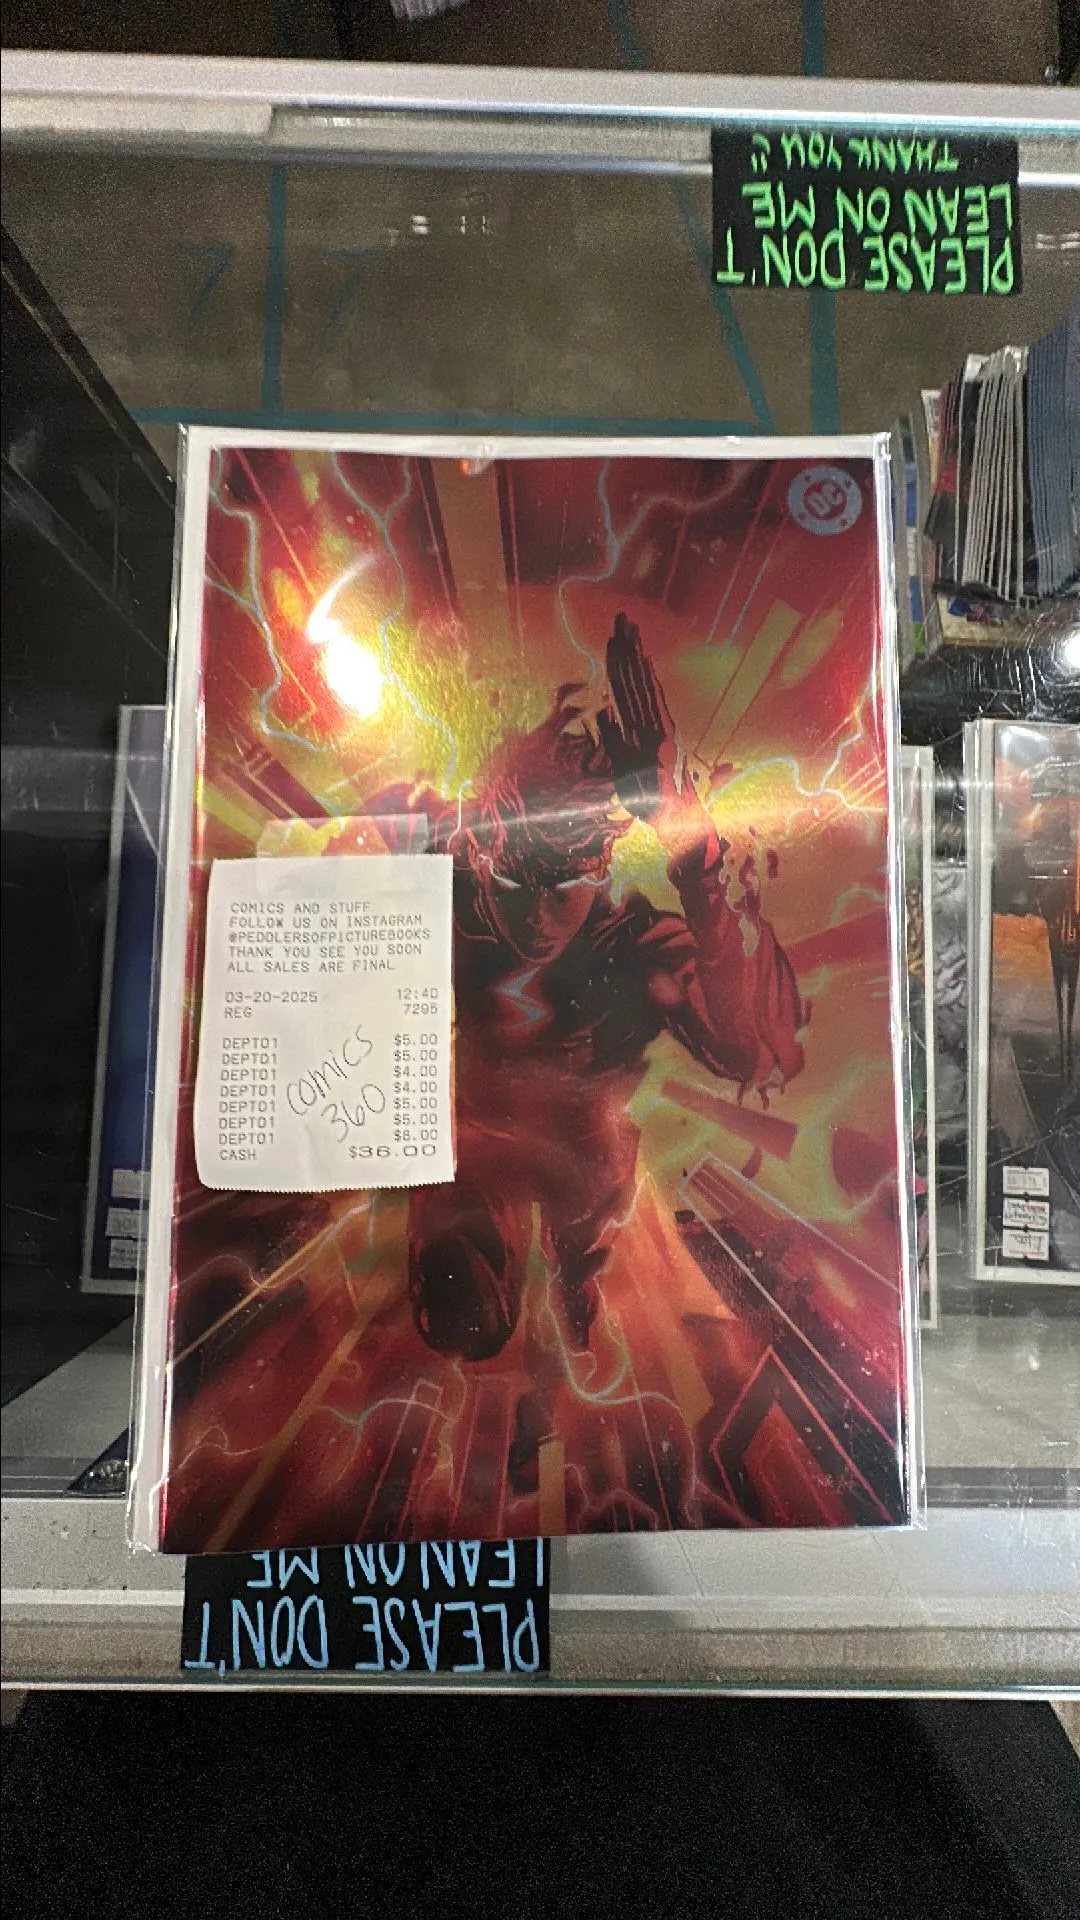 PLEASE DON'T
LEAN ON ME
THANK YOU
DC
COMICS AND STUFF
FOLLOW US ON INSTAGRAM
@PEDDLERSOFPICTUREBOOKS
THANK YOU SEE YOU SOON
ALL SALES ARE FINAL
03-20-2025 12:40
REG 7295
DEPT01 $5.00
DEPT01 $5.00
DEPT01 $4.00
DEPT01 $4.00
DEPT01 $5.00
DEPT01 $5.00
DEPT01 $8.00
CASH $36.00
comics
360
PLEASE DON'T
LEAN ON ME